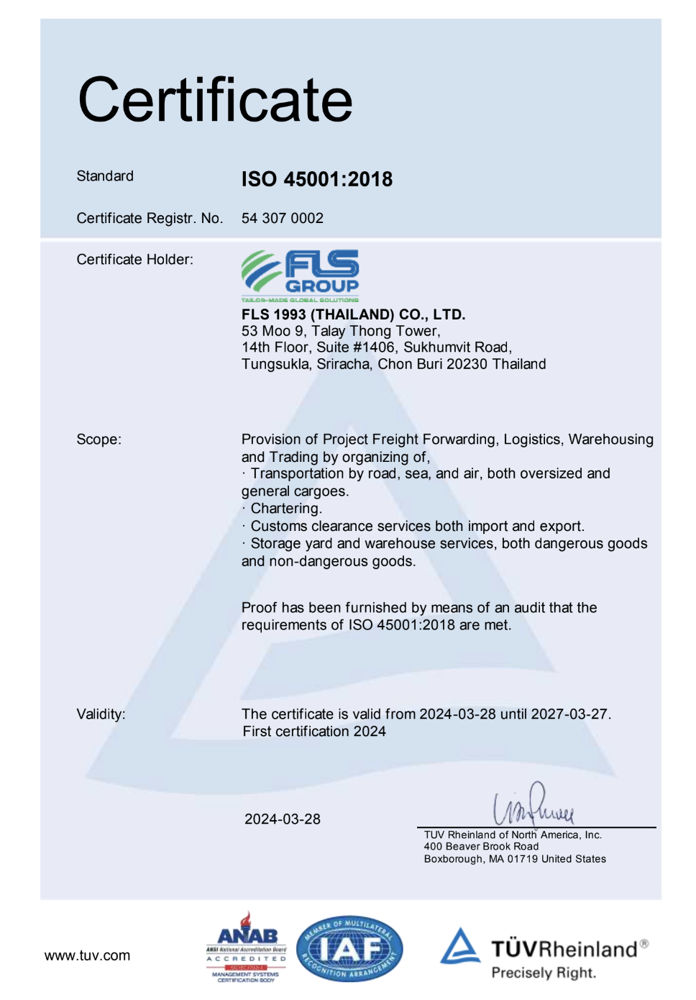 Certificate
Standard
ISO 45001:2018
Certificate Registr. No.
54 307 0002
Certificate Holder:
FLS
GROUP
TAILOR-MADE GLOBAL SOLUTIONS
FLS 1993 (THAILAND) CO., LTD.
53 Moo 9, Talay Thong Tower,
14th Floor, Suite #1406, Sukhumvit Road,
Tungsukla, Sriracha, Chon Buri 20230 Thailand
Scope:
Provision of Project Freight Forwarding, Logistics, Warehousing
and Trading by organizing of,
· Transportation by road, sea, and air, both oversized and
general cargoes.
· Chartering.
· Customs clearance services both import and export.
· Storage yard and warehouse services, both dangerous goods
and non-dangerous goods.
Proof has been furnished by means of an audit that the
requirements of ISO 45001:2018 are met.
Validity:
The certificate is valid from 2024-03-28 until 2027-03-27.
First certification 2024
2024-03-28
TUV Rheinland of North America, Inc.
400 Beaver Brook Road
Boxborough, MA 01719 United States
www.tuv.com
ANAB
ANSI National Accreditation Board
ACCREDITED
MANAGEMENT SYSTEMS
CERTIFICATION BODY
MEMBER OF MULTILATERAL
IAF
RECOGNITION ARRANGEMENT
TÜVRheinland®
Precisely Right.